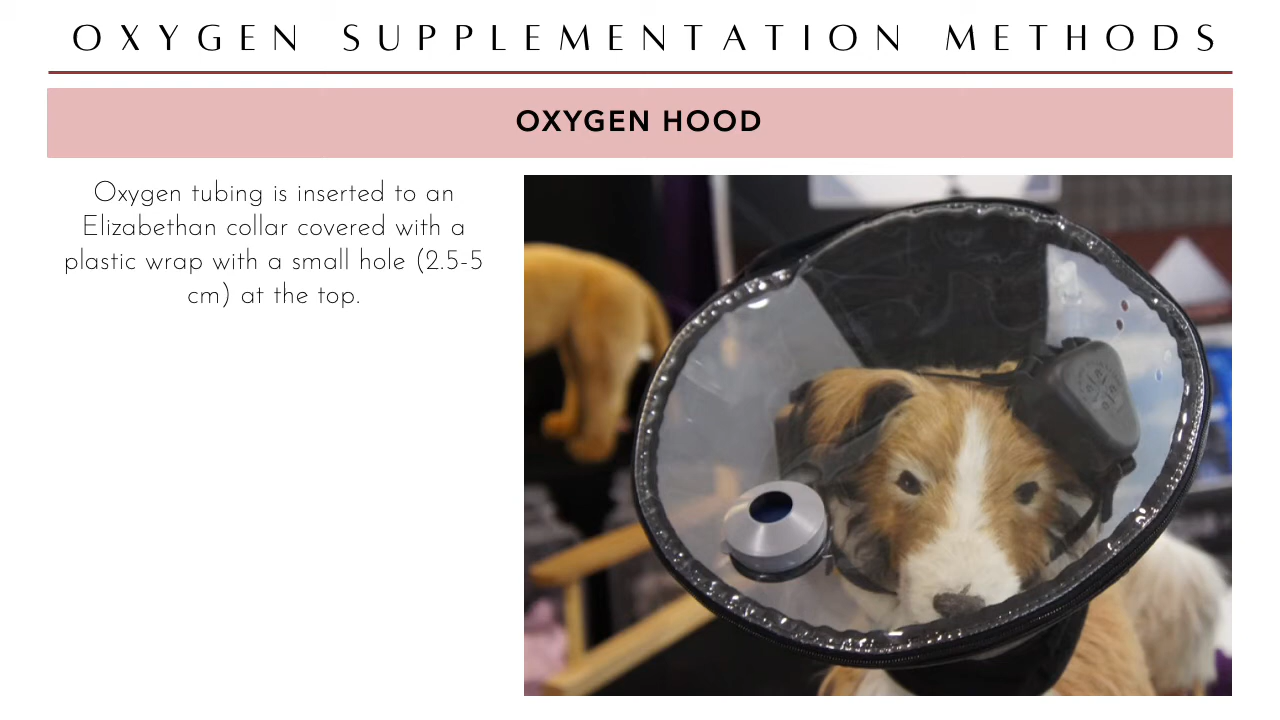 OXYGEN SUPPLEMENTATION METHODS
OXYGEN HOOD
Oxygen tubing is inserted to an
Elizabethan collar covered with a
plastic wrap with a small hole (2.5-5
cm) at the top.